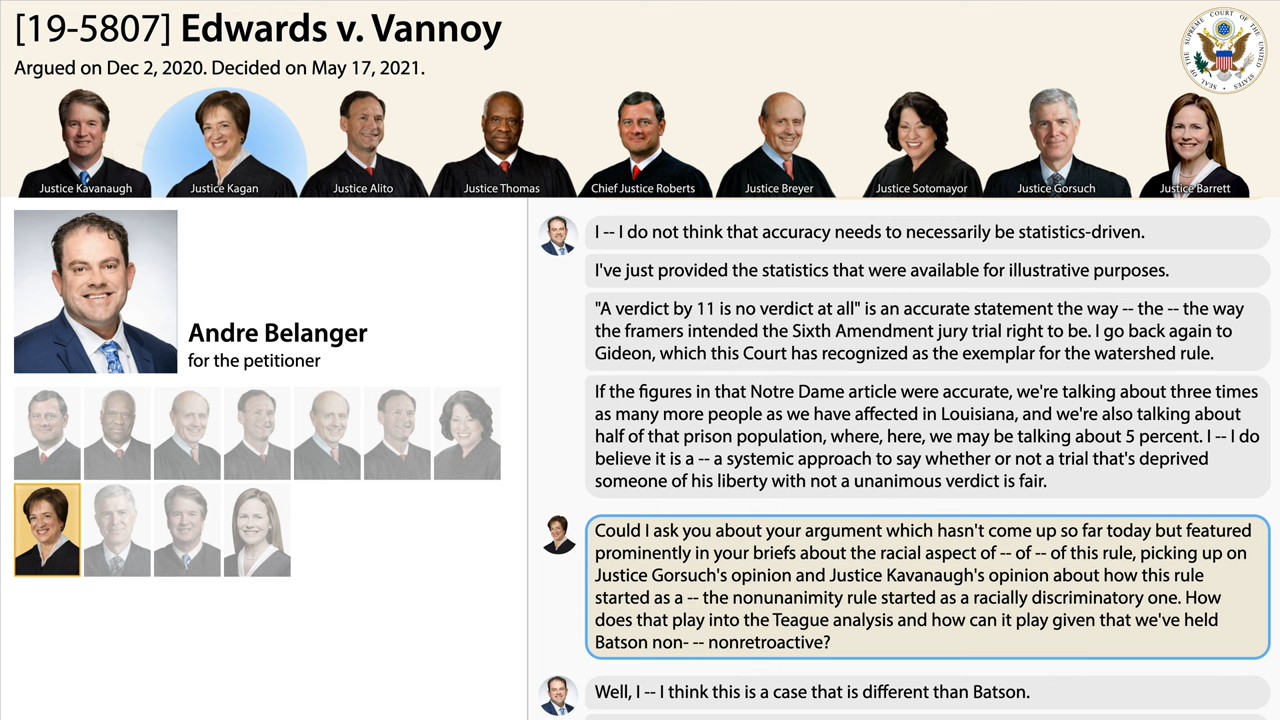 [19-5807] Edwards v. Vannoy
Argued on Dec 2, 2020. Decided on May 17, 2021.
SEAL OF THE SUPREME COURT OF THE UNITED STATES
Justice Kavanaugh
Justice Kagan
Justice Alito
Justice Thomas
Chief Justice Roberts
Justice Breyer
Justice Sotomayor
Justice Gorsuch
Justice Barrett
Andre Belanger
for the petitioner
I -- I do not think that accuracy needs to necessarily be statistics-driven.
I've just provided the statistics that were available for illustrative purposes.
"A verdict by 11 is no verdict at all" is an accurate statement the way -- the -- the way
the framers intended the Sixth Amendment jury trial right to be. I go back again to
Gideon, which this Court has recognized as the exemplar for the watershed rule.
If the figures in that Notre Dame article were accurate, we're talking about three times
as many more people as we have affected in Louisiana, and we're also talking about
half of that prison population, where, here, we may be talking about 5 percent. I -- I do
believe it is a -- a systemic approach to say whether or not a trial that's deprived
someone of his liberty with not a unanimous verdict is fair.
Could I ask you about your argument which hasn't come up so far today but featured
prominently in your briefs about the racial aspect of -- of -- of this rule, picking up on
Justice Gorsuch's opinion and Justice Kavanaugh's opinion about how this rule
started as a -- the nonunanimity rule started as a racially discriminatory one. How
does that play into the Teague analysis and how can it play given that we've held
Batson non- -- nonretroactive?
Well, I -- I think this is a case that is different than Batson.